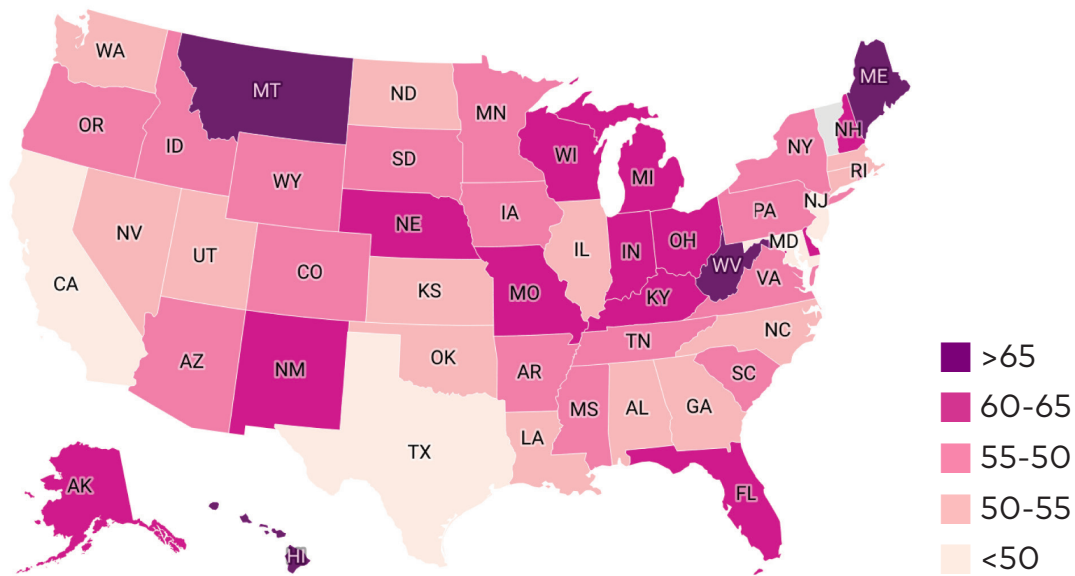 WA
MT
ME
ND
MN
OR
NH
ID
NY
WI
SD
RI
MI
WY
NJ
PA
IA
NE
NV
OH
MD
IL
IN
UT
WV
CO
VA
CA
KS
MO
KY
NC
TN
AZ
OK
NM
AR
SC
MS
AL
GA
LA
TX
AK
FL
HI
>65
60-65
55-50
50-55
<50